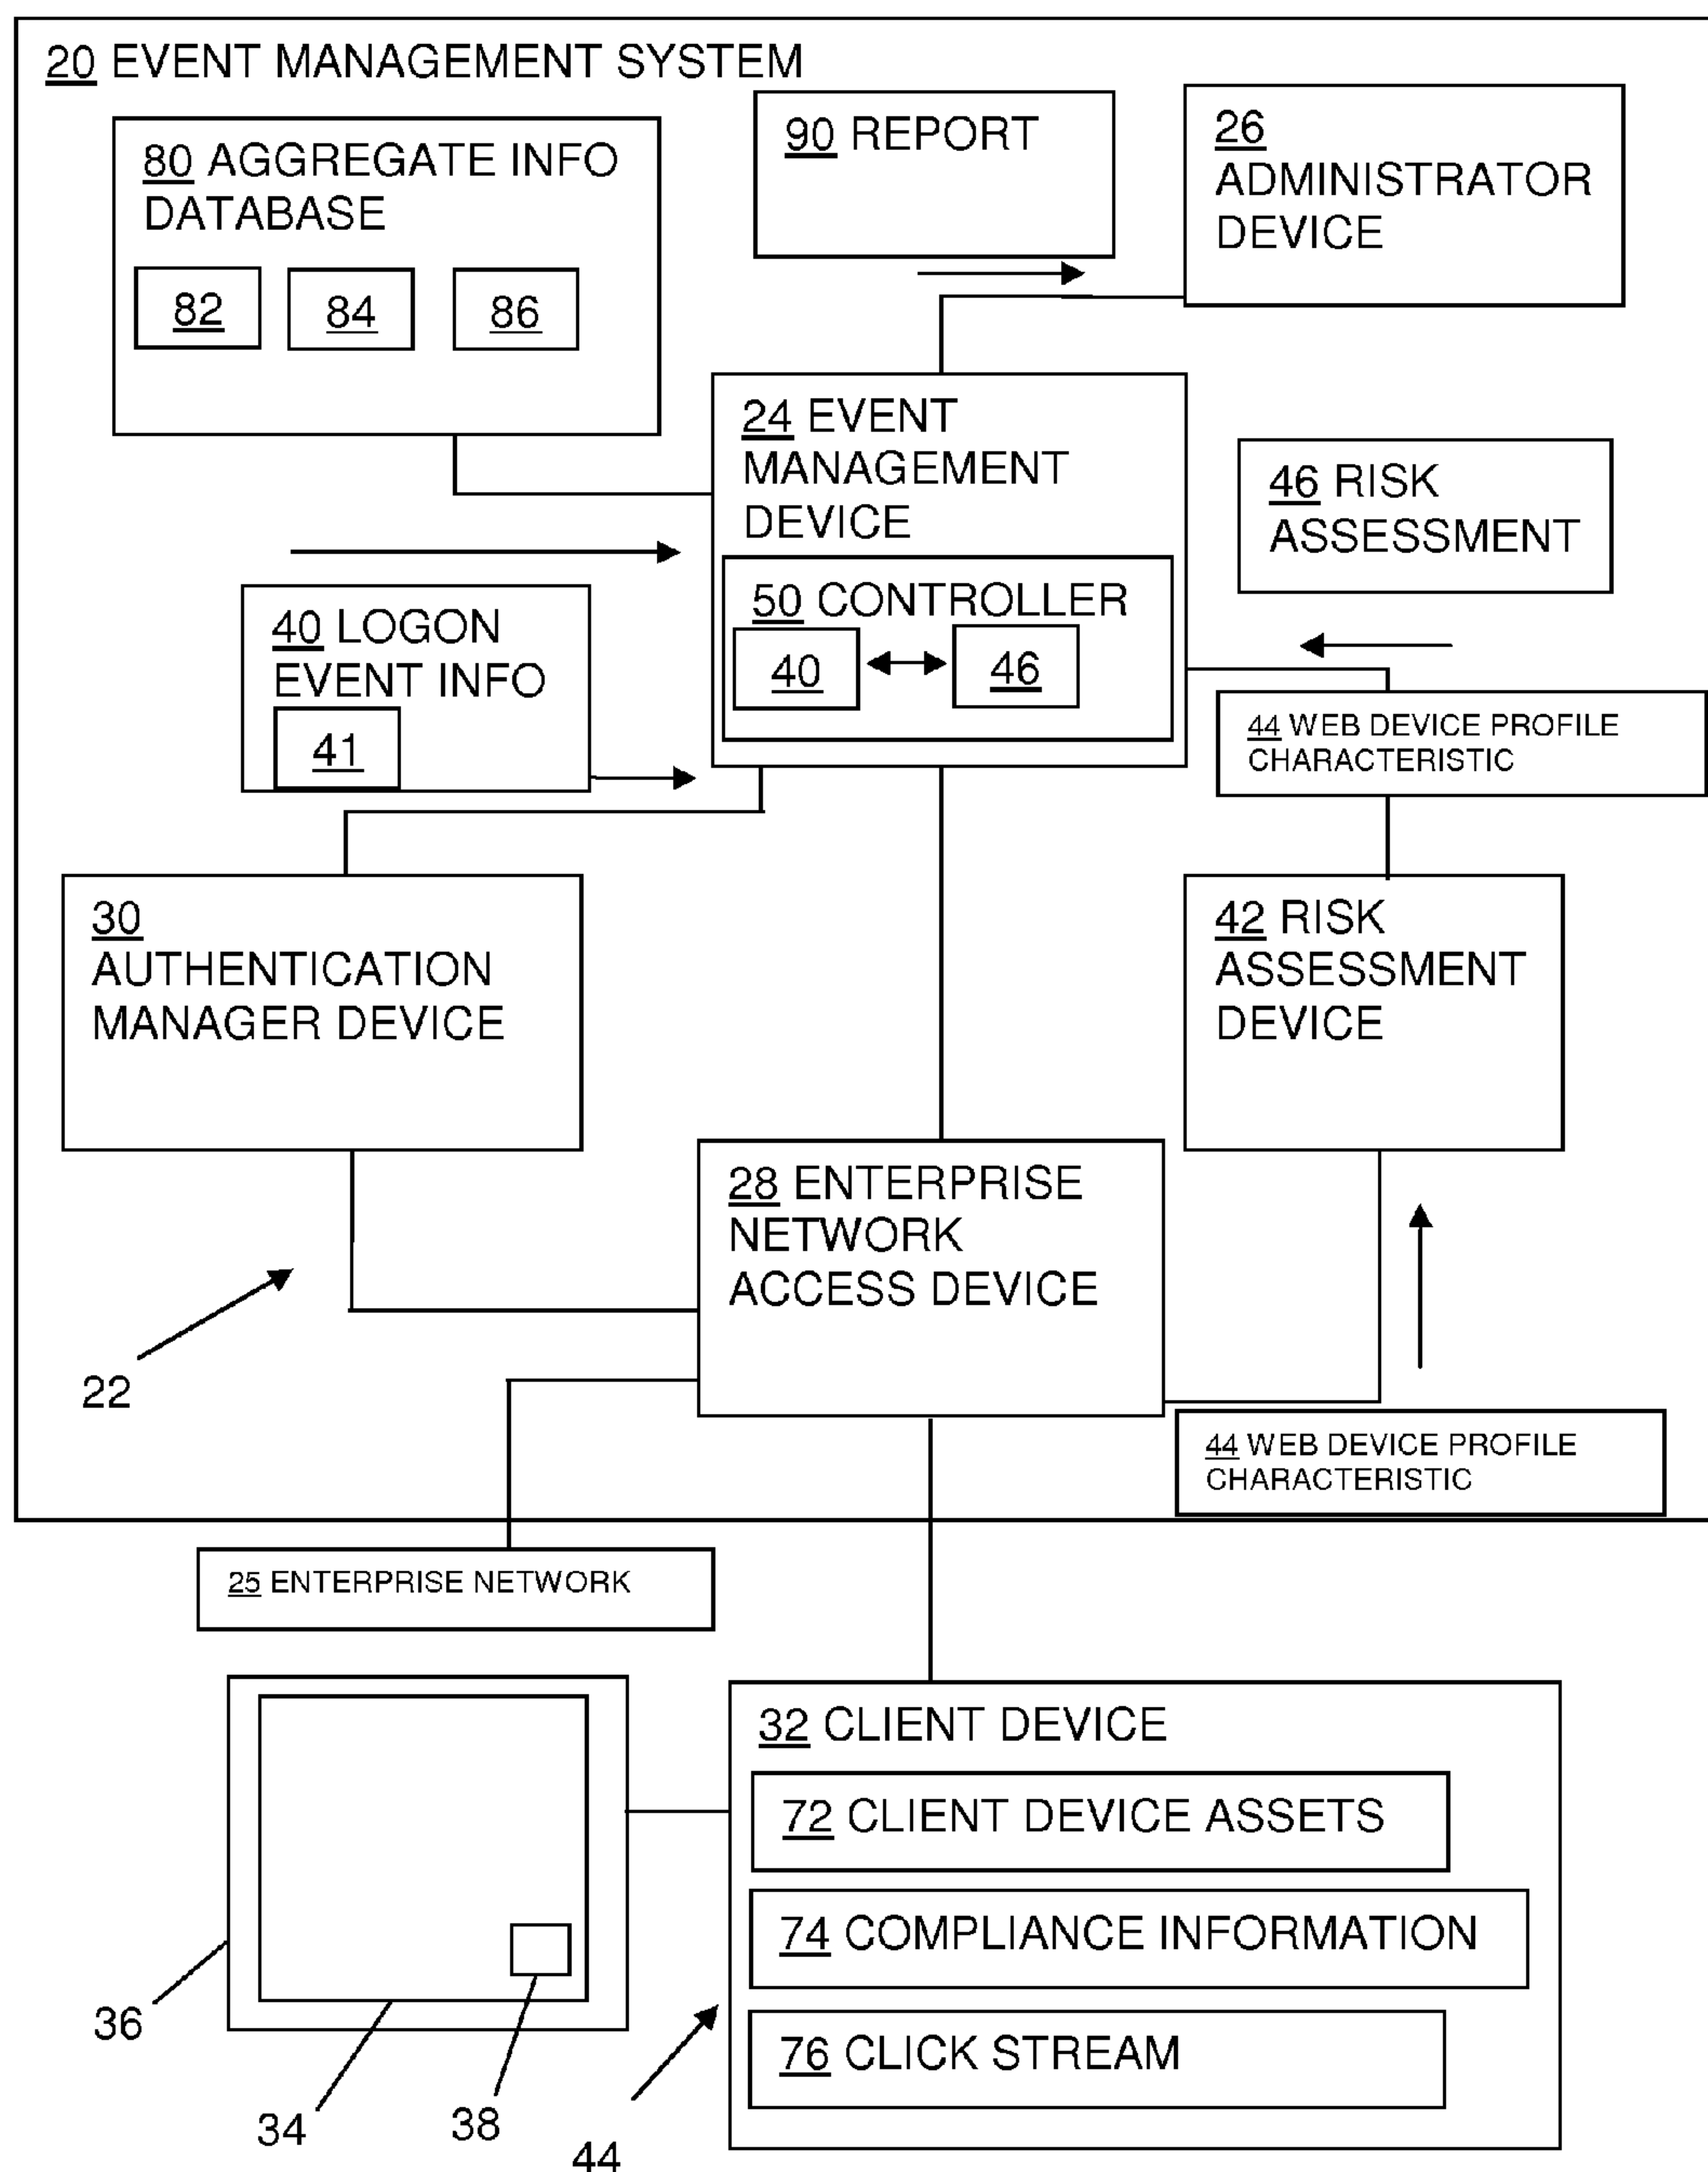 20 EVENT MANAGEMENT SYSTEM
80 AGGREGATE INFO
DATABASE
82
84
86
90 REPORT
26
ADMINISTRATOR
DEVICE
24 EVENT
MANAGEMENT
DEVICE
50 CONTROLLER
40
46
46 RISK
ASSESSMENT
40 LOGON
EVENT INFO
41
44 WEB DEVICE PROFILE
CHARACTERISTIC
30
AUTHENTICATION
MANAGER DEVICE
42 RISK
ASSESSMENT
DEVICE
28 ENTERPRISE
NETWORK
ACCESS DEVICE
22
44 WEB DEVICE PROFILE
CHARACTERISTIC
25 ENTERPRISE NETWORK
32 CLIENT DEVICE
72 CLIENT DEVICE ASSETS
74 COMPLIANCE INFORMATION
76 CLICK STREAM
36
34
38
44